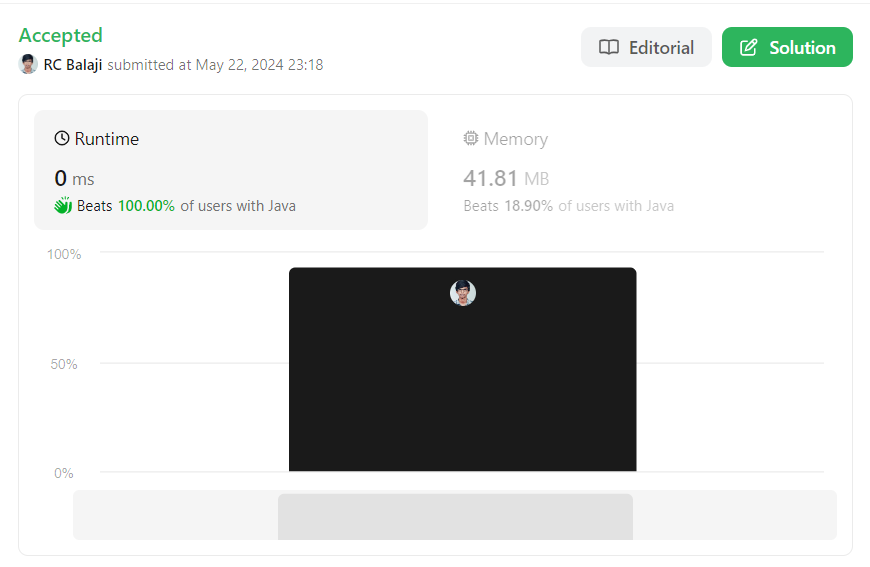 Accepted
RC Balaji submitted at May 22, 2024 23:18
Editorial
Solution
Runtime
0 ms
Beats 100.00% of users with Java
Memory
41.81 MB
Beats 18.90% of users with Java
100%
50%
0%